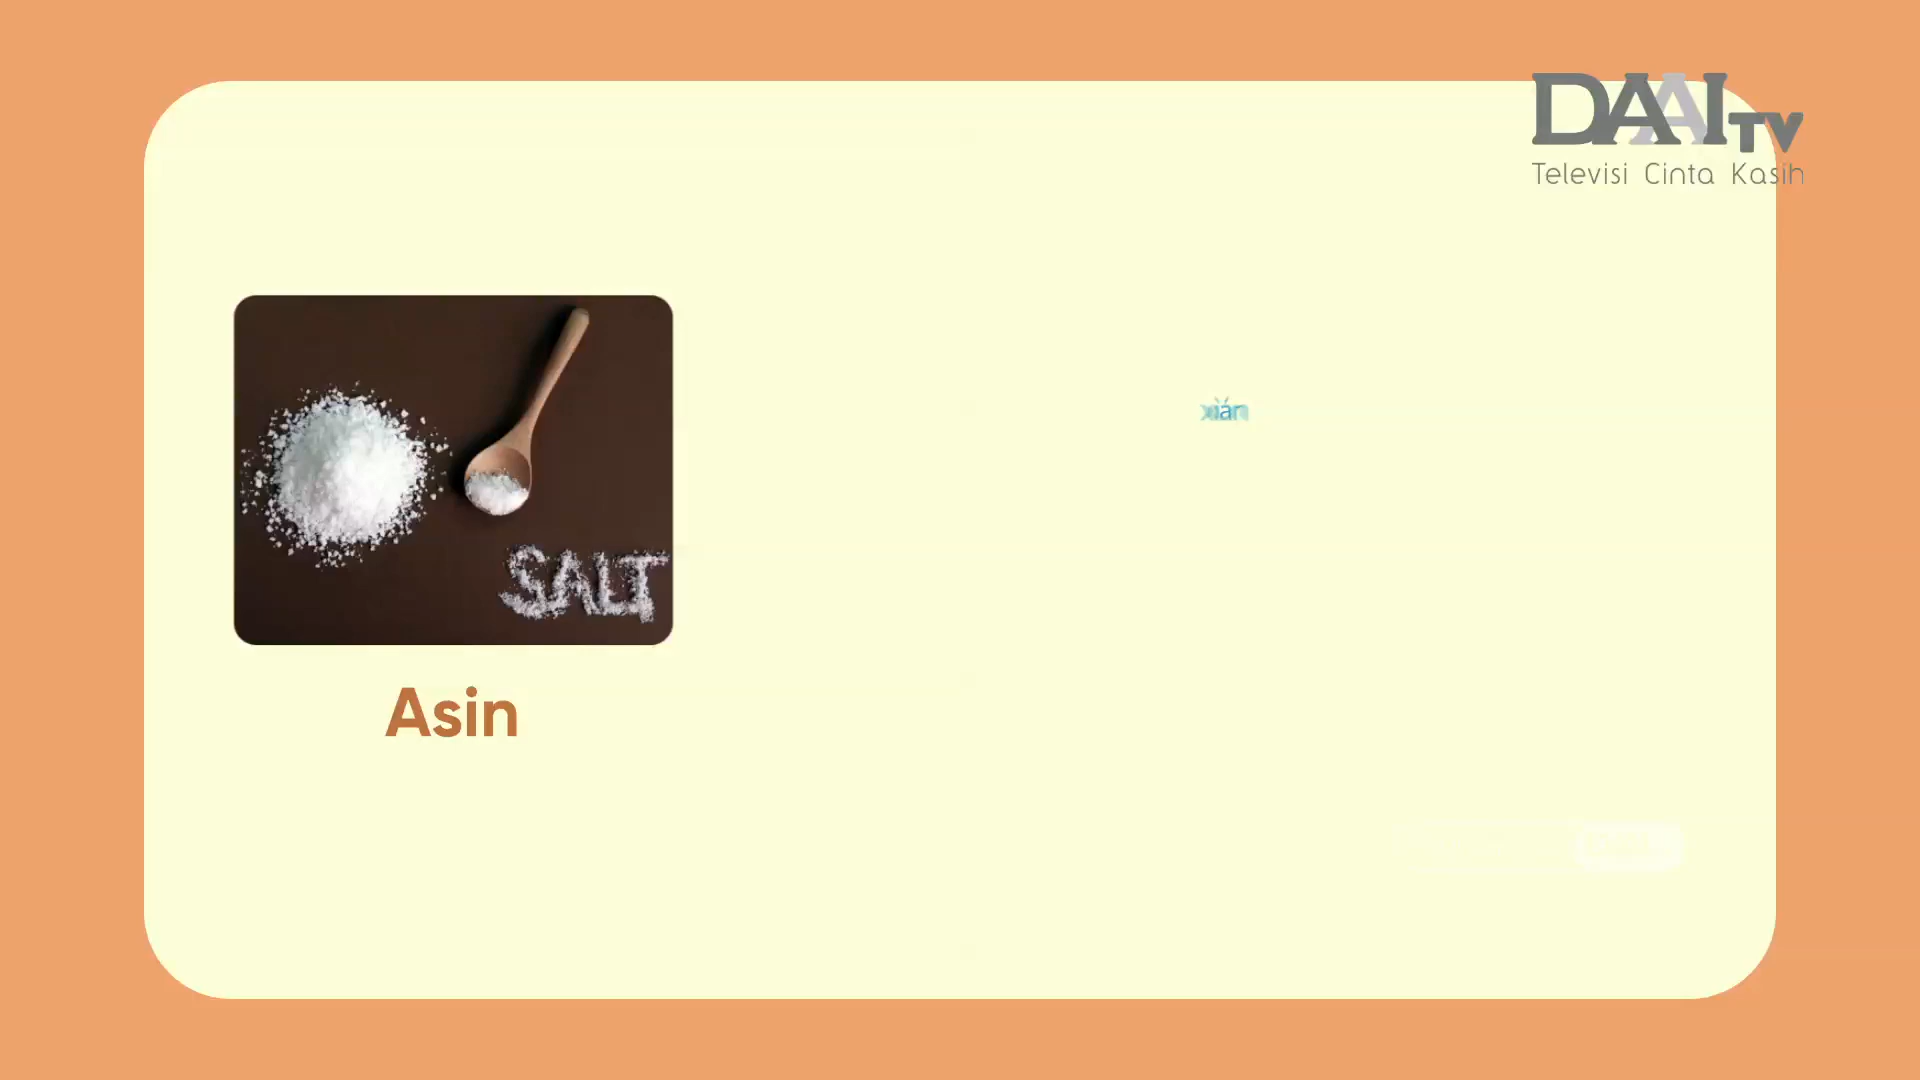 DAAI TV
Televisi Cinta Kasih
xián
SALT
Asin